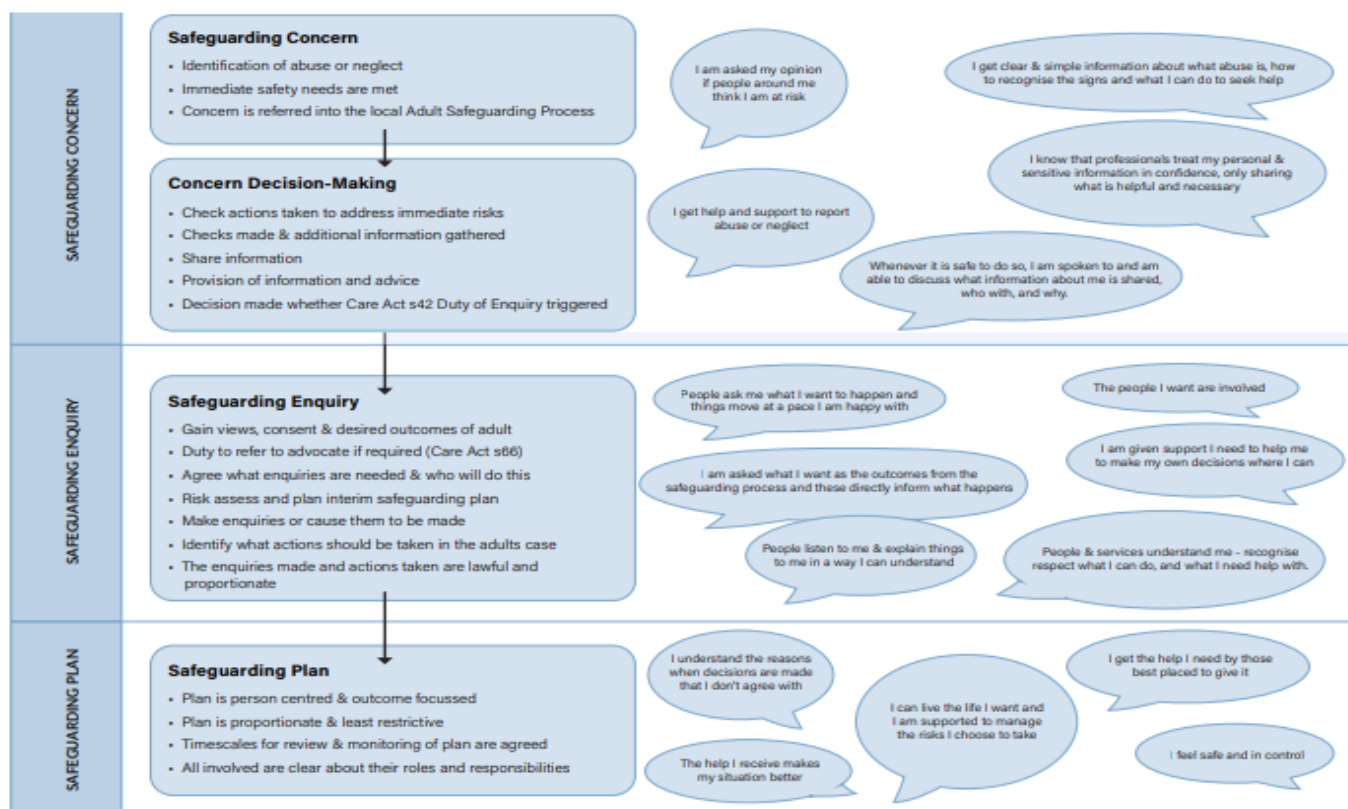 SAFEGUARDING CONCERN
Safeguarding Concern
• Identification of abuse or neglect
• Immediate safety needs are met
• Concern is referred into the local Adult Safeguarding Process
Concern Decision-Making
• Check actions taken to address immediate risks
• Checks made & additional information gathered
• Share information
• Provision of information and advice
• Decision made whether Care Act s42 Duty of Enquiry triggered
I am asked my opinion
if people around me
think I am at risk
I get clear & simple information about what abuse is, how
to recognise the signs and what I can do to seek help
I know that professionals treat my personal &
sensitive information in confidence, only sharing
what is helpful and necessary
I get help and support to report
abuse or neglect
Whenever it is safe to do so, I am spoken to and am
able to discuss what information about me is shared,
who with, and why.
SAFEGUARDING ENQUIRY
Safeguarding Enquiry
• Gain views, consent & desired outcomes of adult
• Duty to refer to advocate if required (Care Act s66)
• Agree what enquiries are needed & who will do this
• Risk assess and plan interim safeguarding plan
• Make enquiries or cause them to be made
• Identify what actions should be taken in the adults case
• The enquiries made and actions taken are lawful and
proportionate
People ask me what I want to happen and
things move at a pace I am happy with
The people I want are involved
I am given support I need to help me
to make my own decisions where I can
I am asked what I want as the outcomes from the
safeguarding process and these directly inform what happens
People listen to me & explain things
to me in a way I can understand
People & services understand me - recognise
respect what I can do, and what I need help with.
SAFEGUARDING PLAN
Safeguarding Plan
• Plan is person centred & outcome focussed
• Plan is proportionate & least restrictive
• Timescales for review & monitoring of plan are agreed
• All involved are clear about their roles and responsibilities
I understand the reasons
when decisions are made
that I don't agree with
I get the help I need by those
best placed to give it
I can live the life I want and
I am supported to manage
the risks I choose to take
The help I receive makes
my situation better
I feel safe and in control